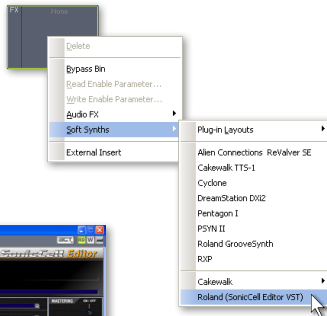 FX
Phono
Delete
Bypass Bin
Read Enable Parameter...
Write Enable Parameter...
Audio FX
Soft Synths
External Insert
Plug-in Layouts
Alien Connections ReValver SE
Cakewalk TTS-1
Cyclone
DreamStation DXi2
Pentagon I
PSYN II
Roland GrooveSynth
RXP
Cakewalk
Roland (SonicCell Editor VST)
R W
SonicCell Editor
MASTERING